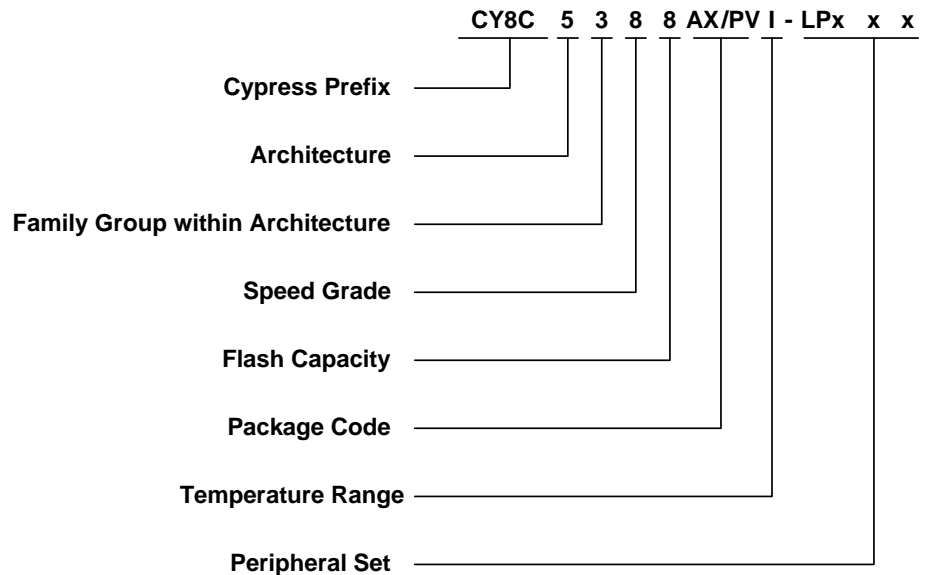 CY8C 5 3 8 8 AX/PV I - LPx x x
Cypress Prefix
Architecture
Family Group within Architecture
Speed Grade
Flash Capacity
Package Code
Temperature Range
Peripheral Set